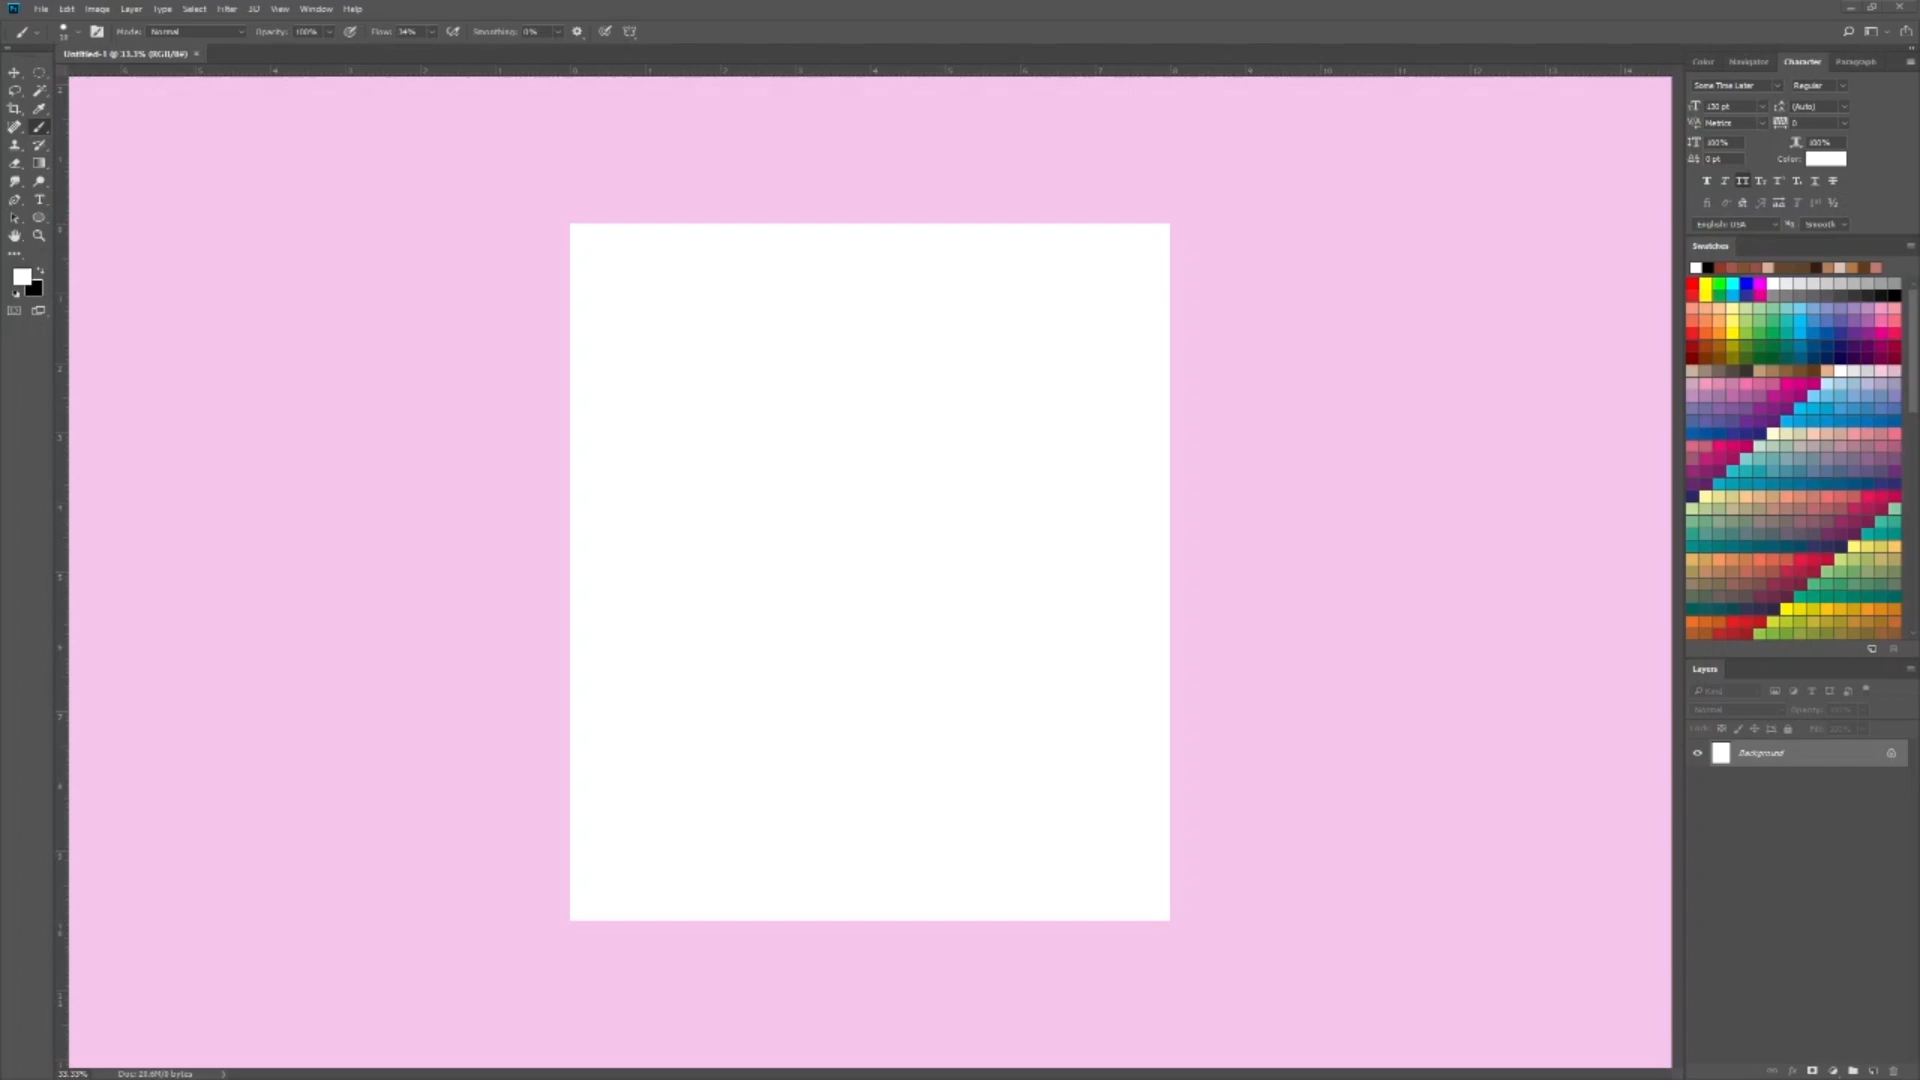 File Edit Image Layer Type Select Filter 3D View Window Help
Mode: Normal Opacity: 100% Flow: 34% Smoothing: 0%
Untitled-1 @ 33.3% (RGB/8#) ×
Color Navigator Character Paragraph
Some Time Later Regular
130 pt (Auto)
Metrics 0
100% 100%
0 pt Color:
English: USA Smooth
Swatches
Layers
Kind
Normal Opacity: 100%
Lock: Fill: 100%
Background
33.33% Doc: 20.6M/0 bytes